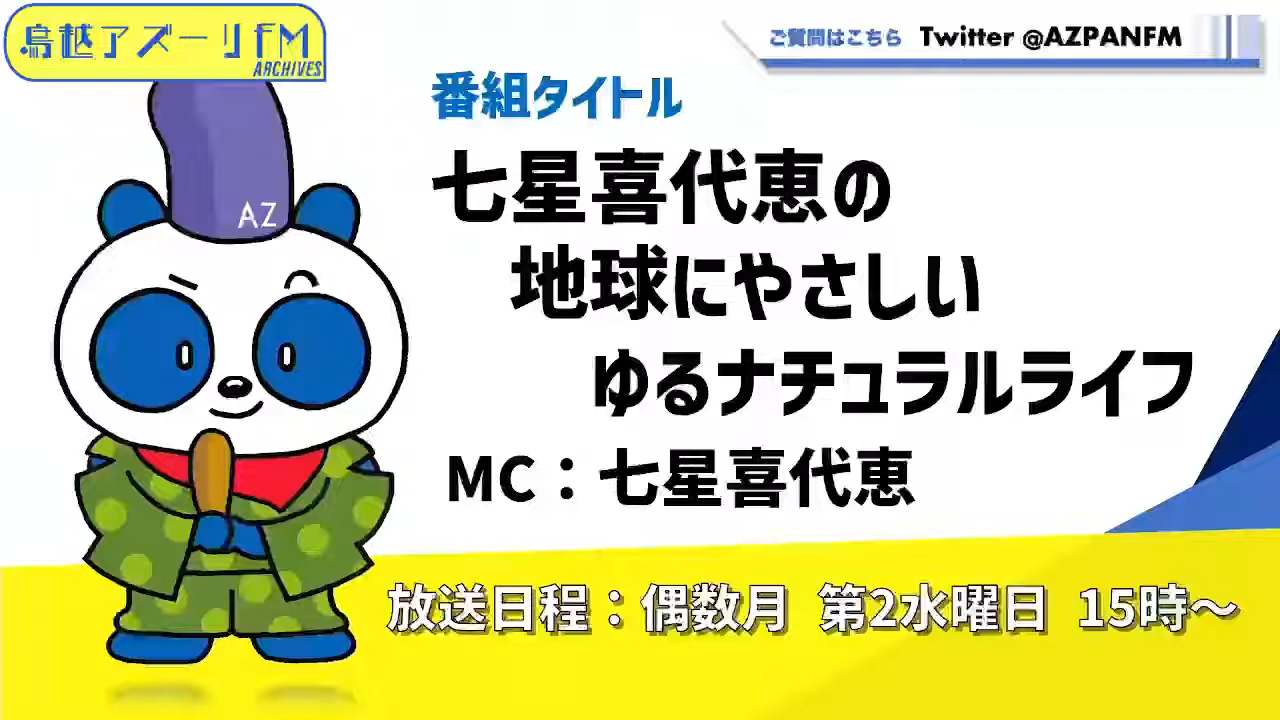 鳥越アズーリFM
ARCHIVES
ご質問はこちら Twitter @AZPANFM
番組タイトル
AZ
七星喜代恵の
地球にやさしい
ゆるナチュラルライフ
MC：七星喜代恵
放送日程：偶数月 第2水曜日 15時～